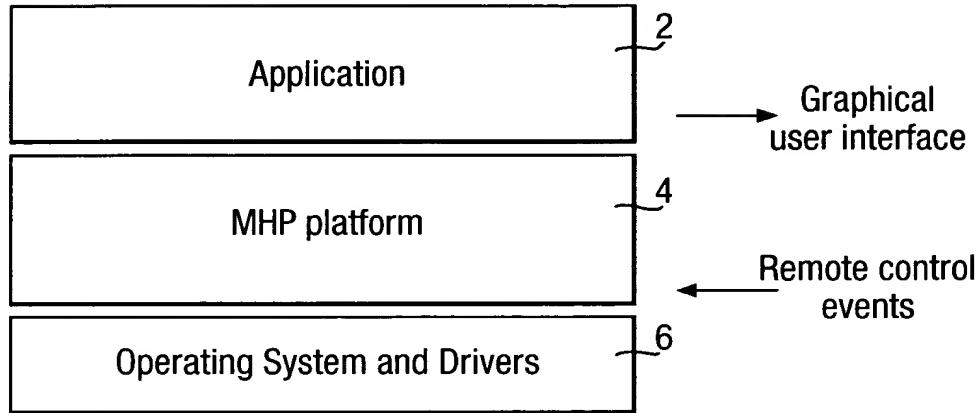 2
Application
Graphical
user interface
4
MHP platform
Remote control
events
6
Operating System and Drivers